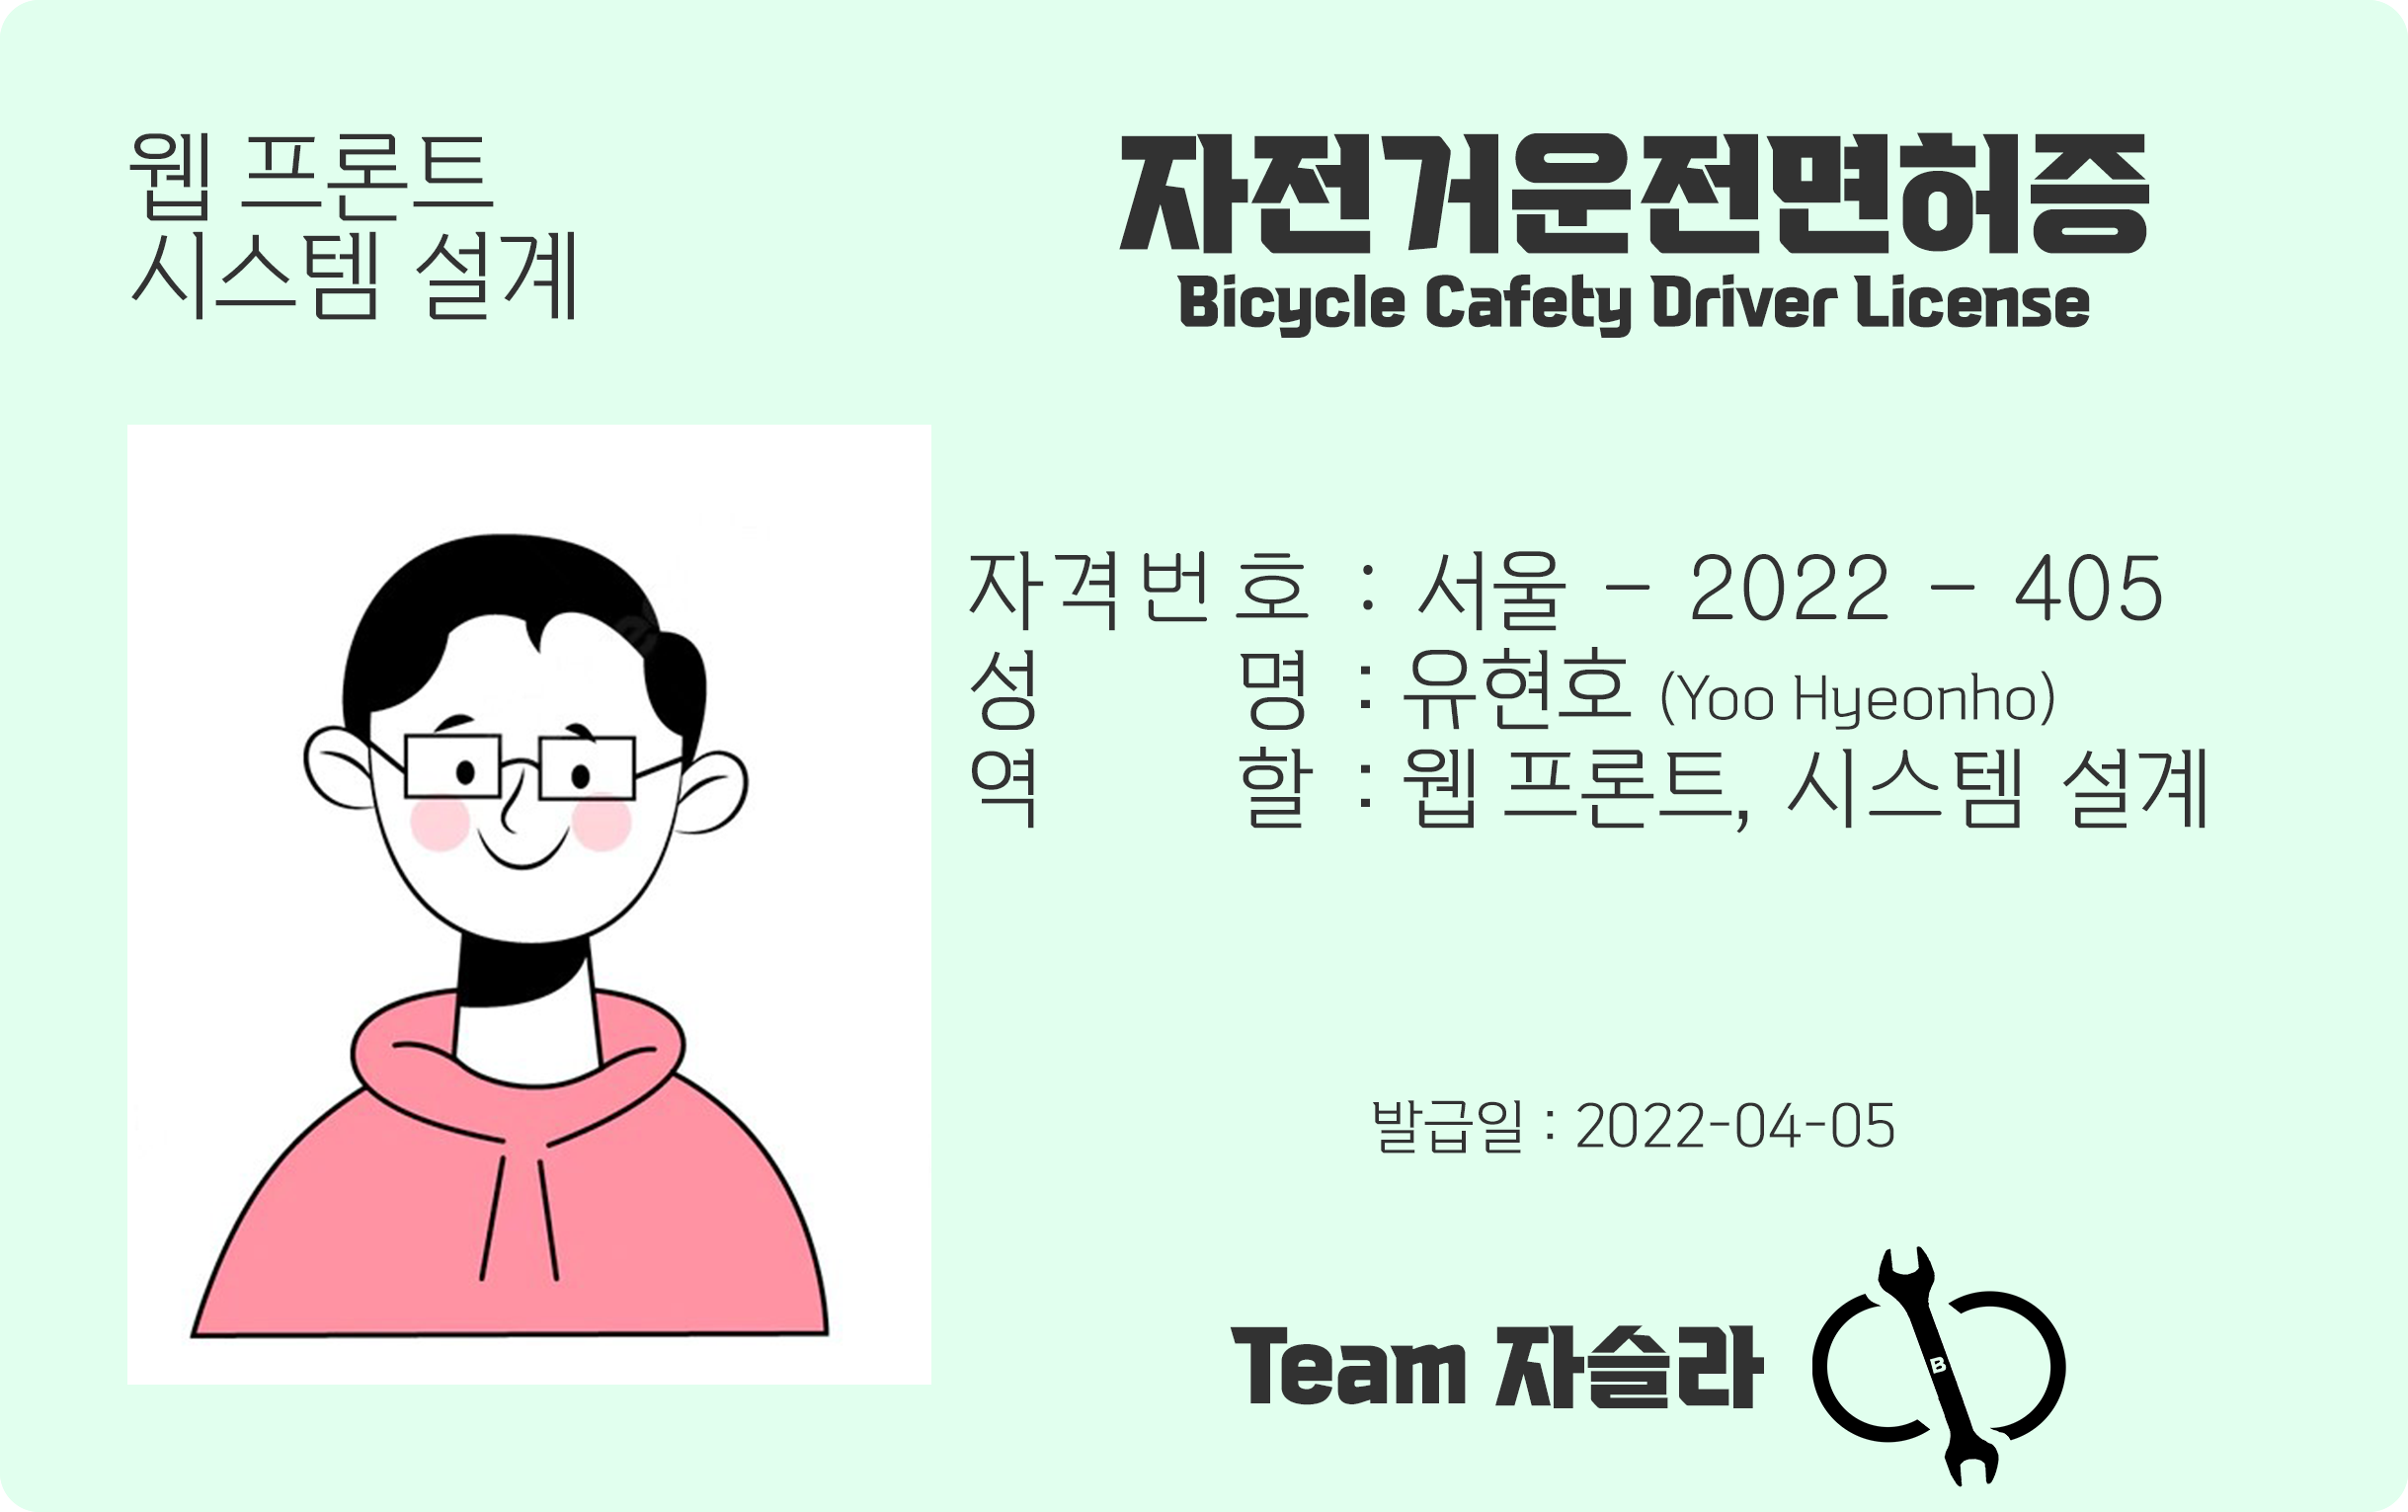 웹 프론트
시스템 설계
자전거운전면허증
Bicycle Cafety Driver License
자격번호 : 서울 - 2022 - 405
성 명 : 유현호 (Yoo Hyeonho)
역 할 : 웹 프론트, 시스템 설계
발급일 : 2022-04-05
Team 자슬라
B